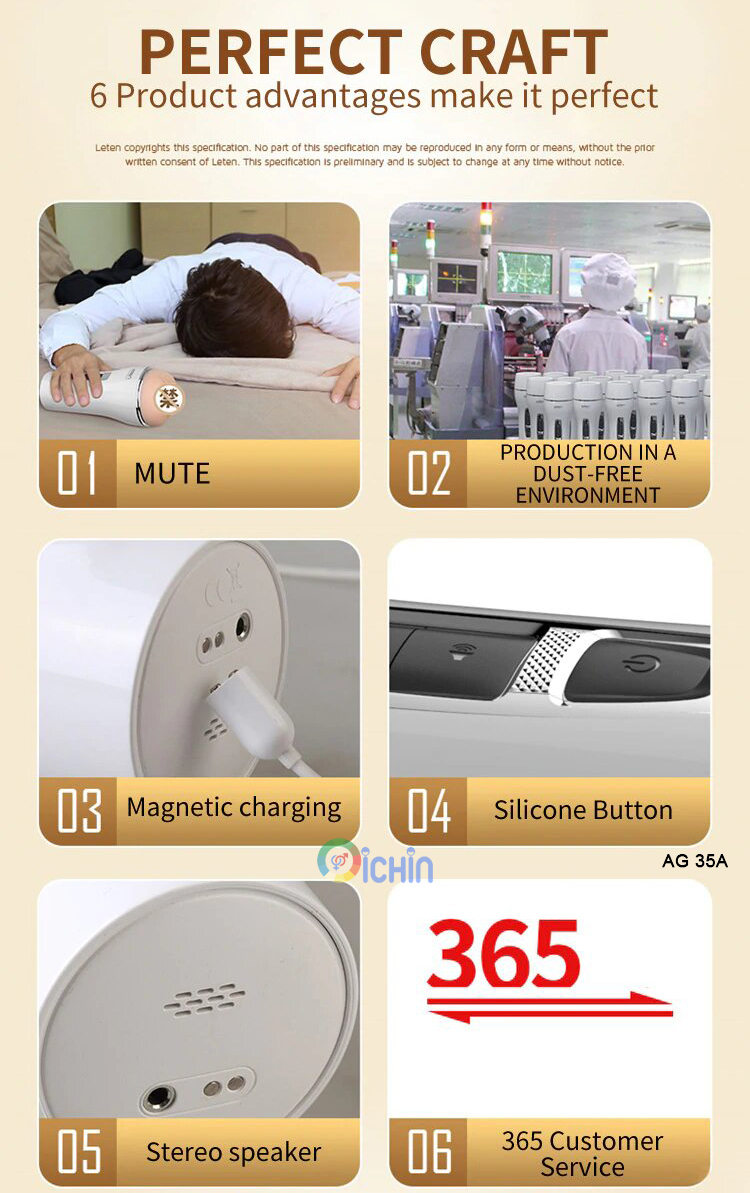 PERFECT CRAFT
6 Product advantages make it perfect
Leten copyrights this specification. No part of this specification may be reproduced in any form or means, without the prior
written consent of Leten. This specification is preliminary and is subject to change at any time without notice.
01 MUTE
02 PRODUCTION IN A
DUST-FREE
ENVIRONMENT
03 Magnetic charging
04 Silicone Button
ichin
AG 35A
365
05 Stereo speaker
06 365 Customer
Service